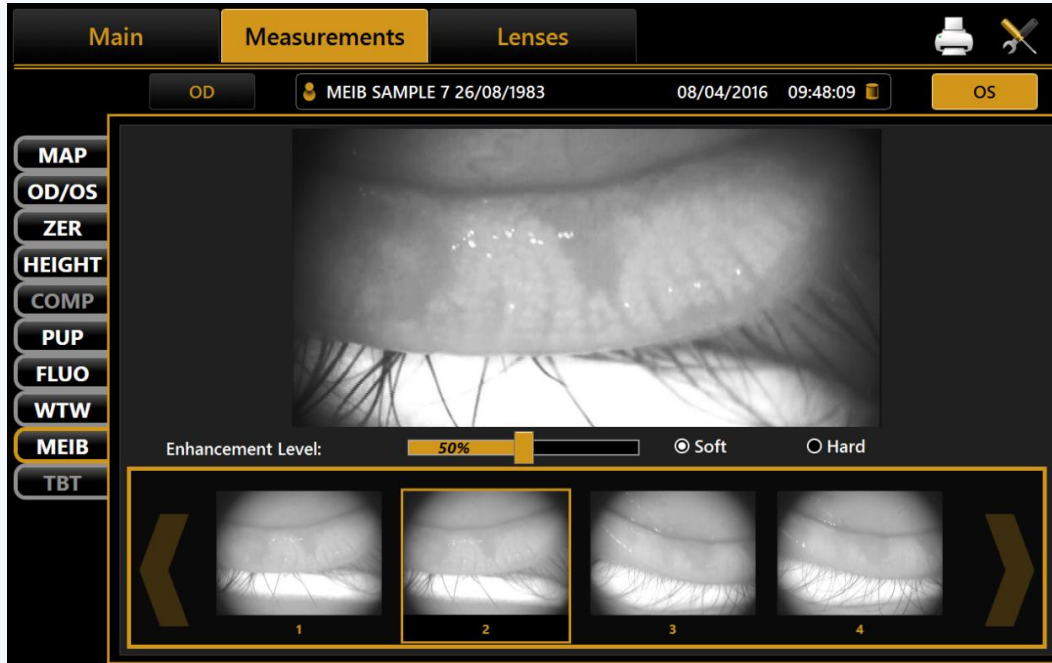 Main Measurements Lenses
OD MEIB SAMPLE 7 26/08/1983 08/04/2016 09:48:09 OS
MAP
OD/OS
ZER
HEIGHT
COMP
PUP
FLUO
WTW
MEIB
TBT
Enhancement Level: 50% Soft Hard
1 2 3 4